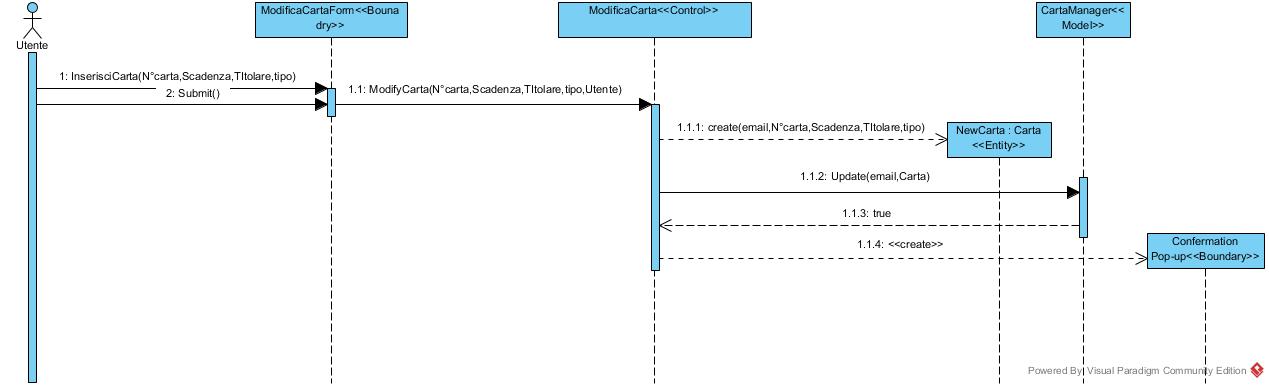 ModificaCartaForm<<Bouna
dry>>
ModificaCarta<<Control>>
CartaManager<<
Model>>
Utente
1: InserisciCarta(N°carta,Scadenza,TItolare,tipo)
2: Submit()
1.1: ModifyCarta(N°carta,Scadenza,TItolare,tipo,Utente)
1.1.1: create(email,N°carta,Scadenza,TItolare,tipo)
NewCarta : Carta
<<Entity>>
1.1.2: Update(email,Carta)
1.1.3: true
1.1.4: <<create>>
Confermation
Pop-up<<Boundary>>
Powered By Visual Paradigm Community Edition